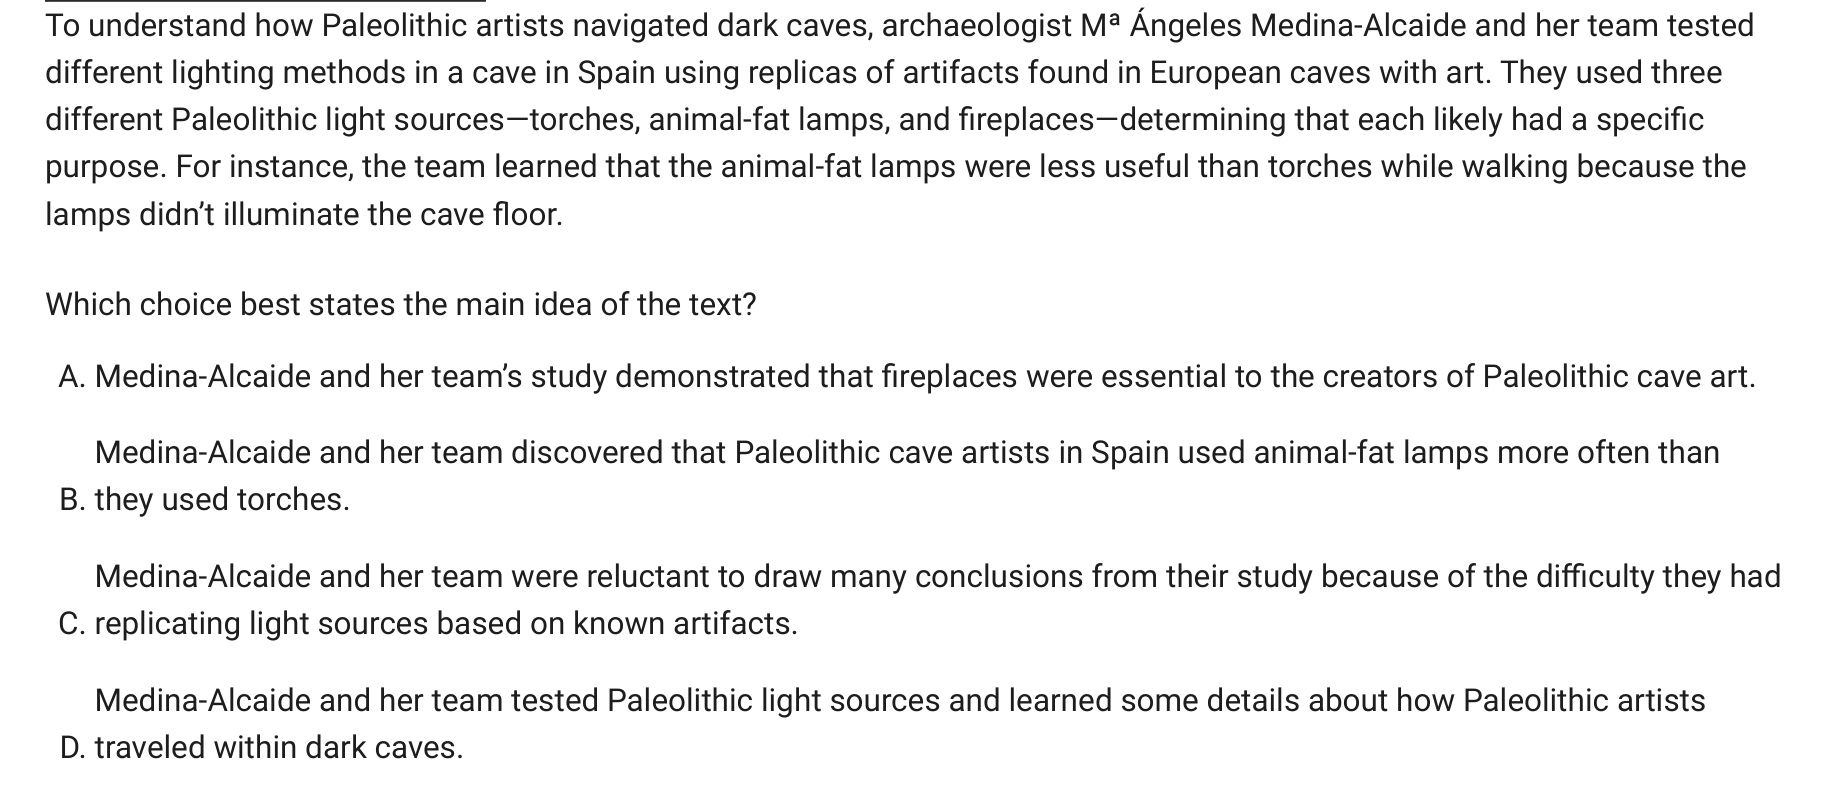 To understand how Paleolithic artists navigated dark caves, archaeologist Mª Ángeles Medina-Alcaide and her team tested
different lighting methods in a cave in Spain using replicas of artifacts found in European caves with art. They used three
different Paleolithic light sources—torches, animal-fat lamps, and fireplaces—determining that each likely had a specific
purpose. For instance, the team learned that the animal-fat lamps were less useful than torches while walking because the
lamps didn’t illuminate the cave floor.
Which choice best states the main idea of the text?
A. Medina-Alcaide and her team’s study demonstrated that fireplaces were essential to the creators of Paleolithic cave art.
Medina-Alcaide and her team discovered that Paleolithic cave artists in Spain used animal-fat lamps more often than
B. they used torches.
Medina-Alcaide and her team were reluctant to draw many conclusions from their study because of the difficulty they had
C. replicating light sources based on known artifacts.
Medina-Alcaide and her team tested Paleolithic light sources and learned some details about how Paleolithic artists
D. traveled within dark caves.